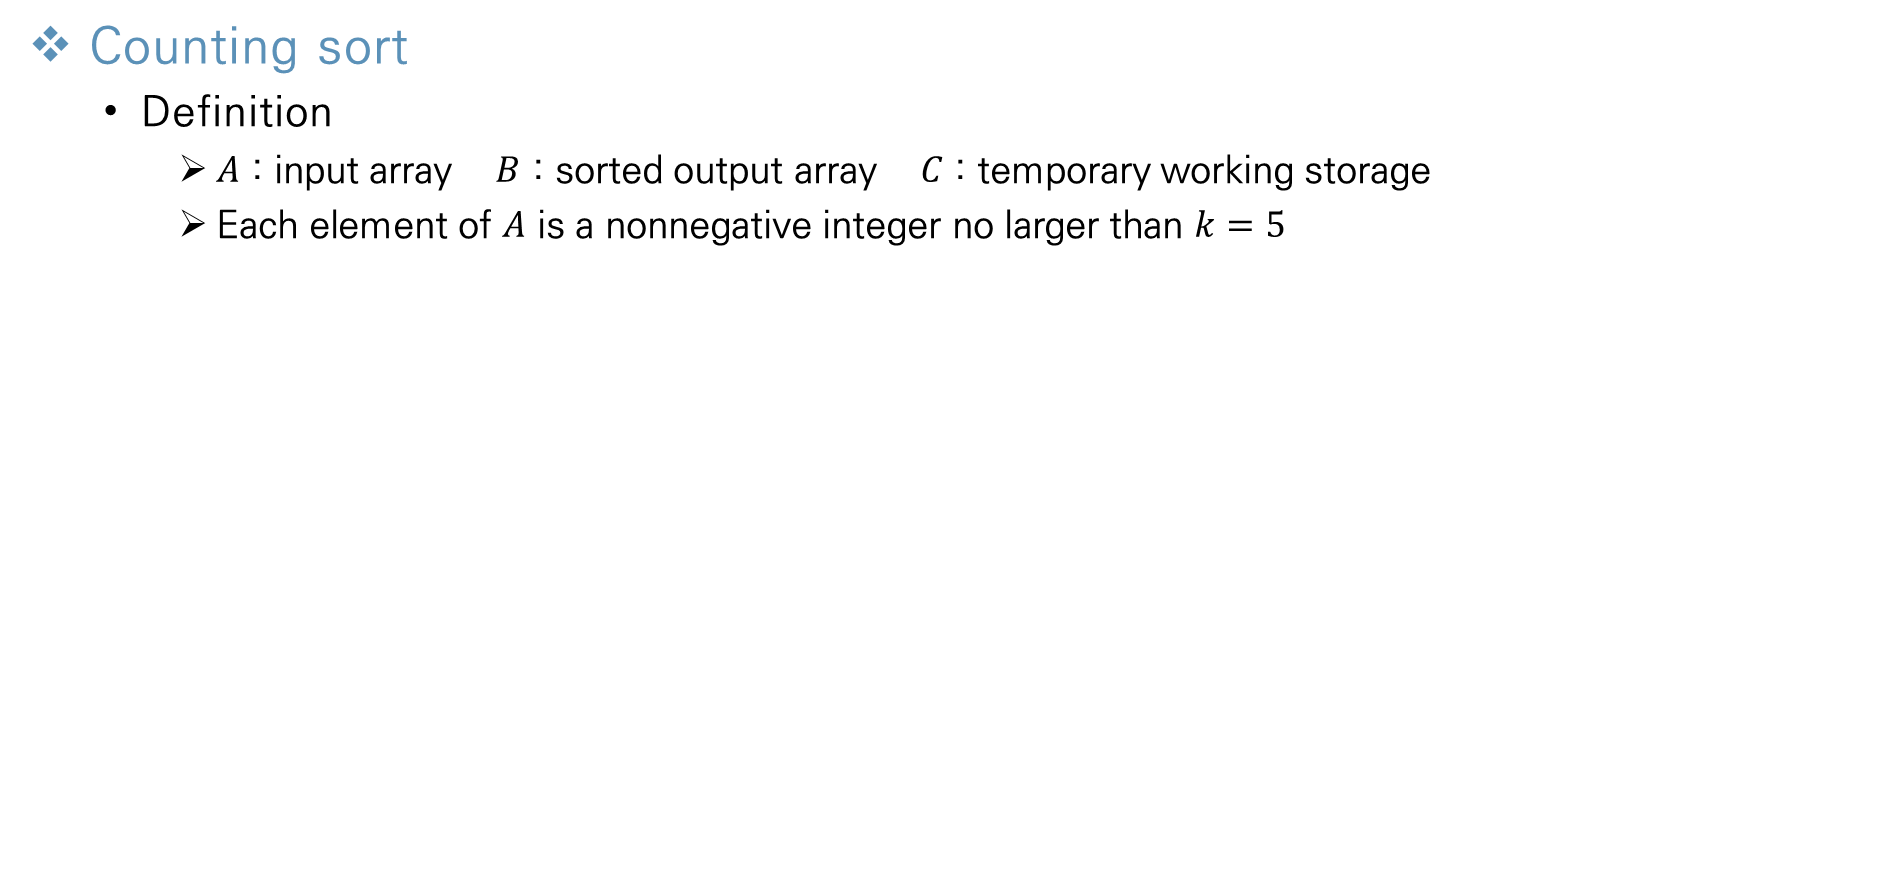 ❖ Counting sort
• Definition
➢ A : input array B : sorted output array C : temporary working storage
➢ Each element of A is a nonnegative integer no larger than k = 5